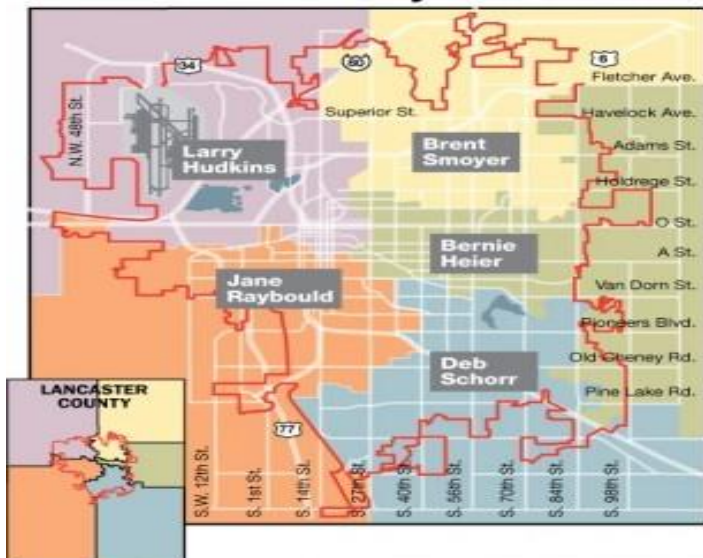 34
80
6
Fletcher Ave.
N.W. 48th St.
Superior St.
Havelock Ave.
Larry
Hudkins
Brent
Smoyer
Adams St.
Holdrege St.
O St.
Bernie
Heier
A St.
Jane
Raybould
Van Dorn St.
Pioneers Blvd.
Deb
Schorr
Old Cheney Rd.
Pine Lake Rd.
LANCASTER
COUNTY
77
S.W. 12th St.
S. 1st St.
S. 14th St.
S. 27th St.
S. 40th St.
S. 56th St.
S. 70th St.
S. 84th St.
S. 98th St.